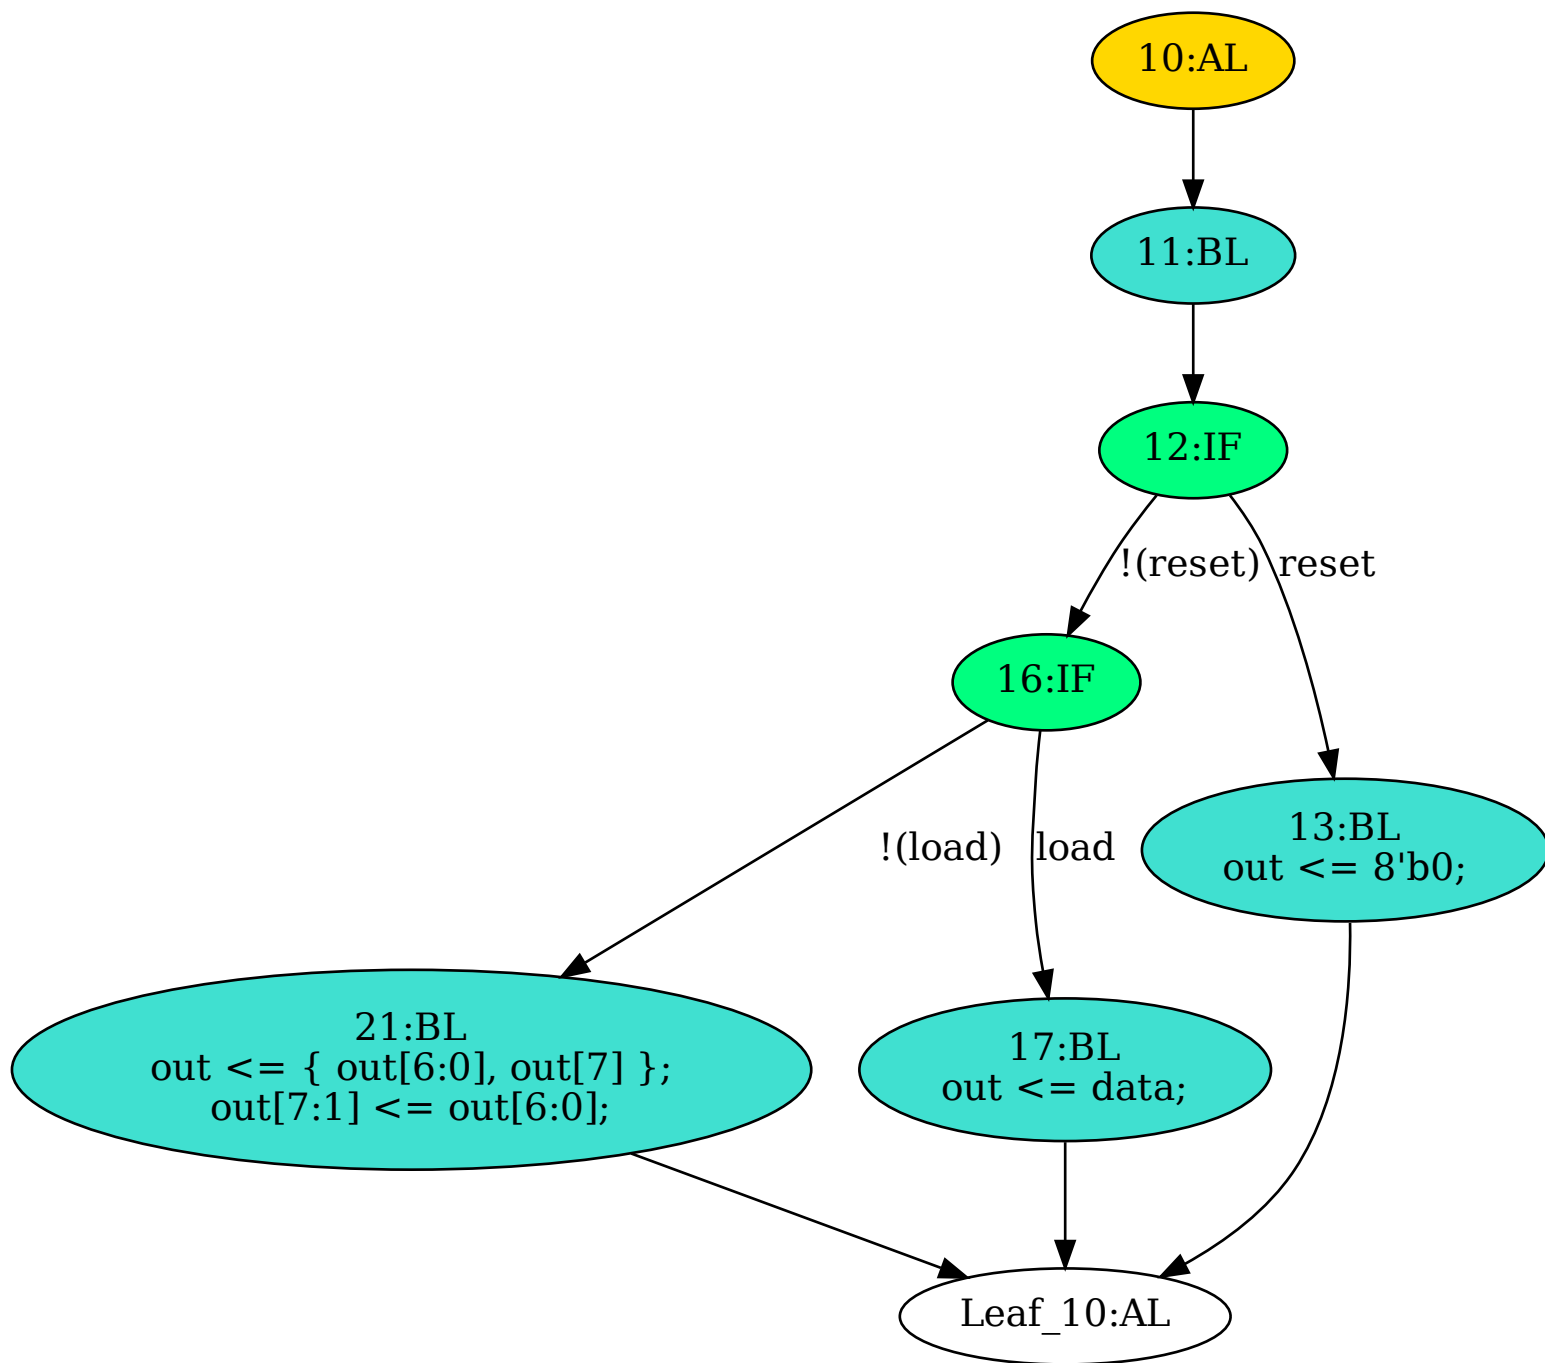 10:AL
11:BL
12:IF
!(reset)
reset
16:IF
!(load)
load
13:BL
out <= 8'b0;
21:BL
out <= { out[6:0], out[7] };
out[7:1] <= out[6:0];
17:BL
out <= data;
Leaf_10:AL